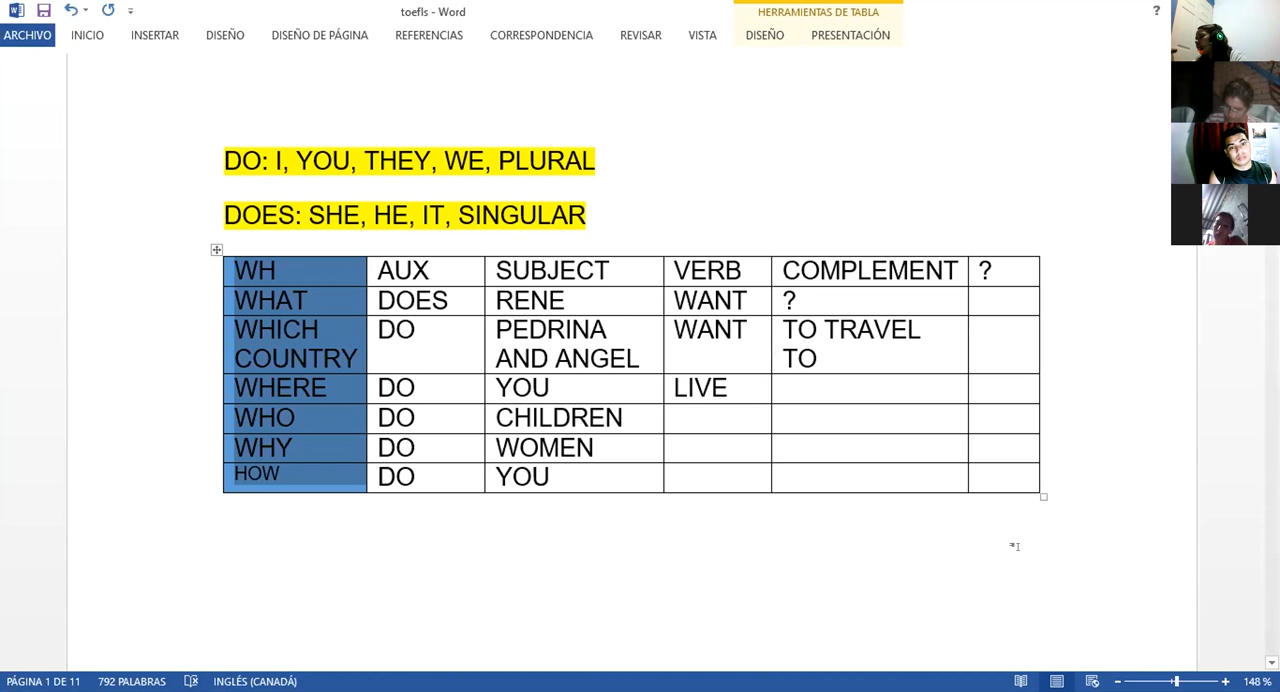 toefls - Word
HERRAMIENTAS DE TABLA
?
ARCHIVO INICIO INSERTAR DISEÑO DISEÑO DE PÁGINA REFERENCIAS CORRESPONDENCIA REVISAR VISTA DISEÑO PRESENTACIÓN
DO: I, YOU, THEY, WE, PLURAL
DOES: SHE, HE, IT, SINGULAR
WH AUX SUBJECT VERB COMPLEMENT ?
WHAT DOES RENE WANT ?
WHICH DO PEDRINA WANT TO TRAVEL
COUNTRY AND ANGEL TO
WHERE DO YOU LIVE
WHO DO CHILDREN
WHY DO WOMEN
HOW DO YOU
PÁGINA 1 DE 11 792 PALABRAS INGLÉS (CANADÁ) 148 %